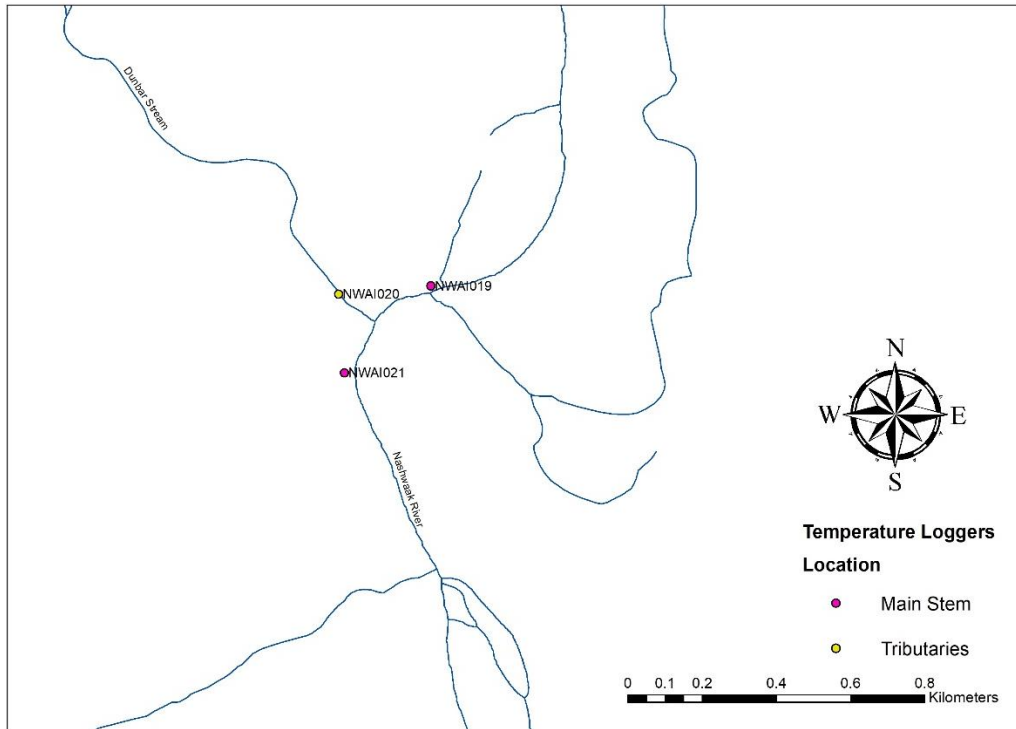 Dunbar Stream
NWAI020
NWAI019
NWAI021
Nashwaak River
N
W E
S
Temperature Loggers
Location
Main Stem
Tributaries
0 0.1 0.2 0.4 0.6 0.8
Kilometers